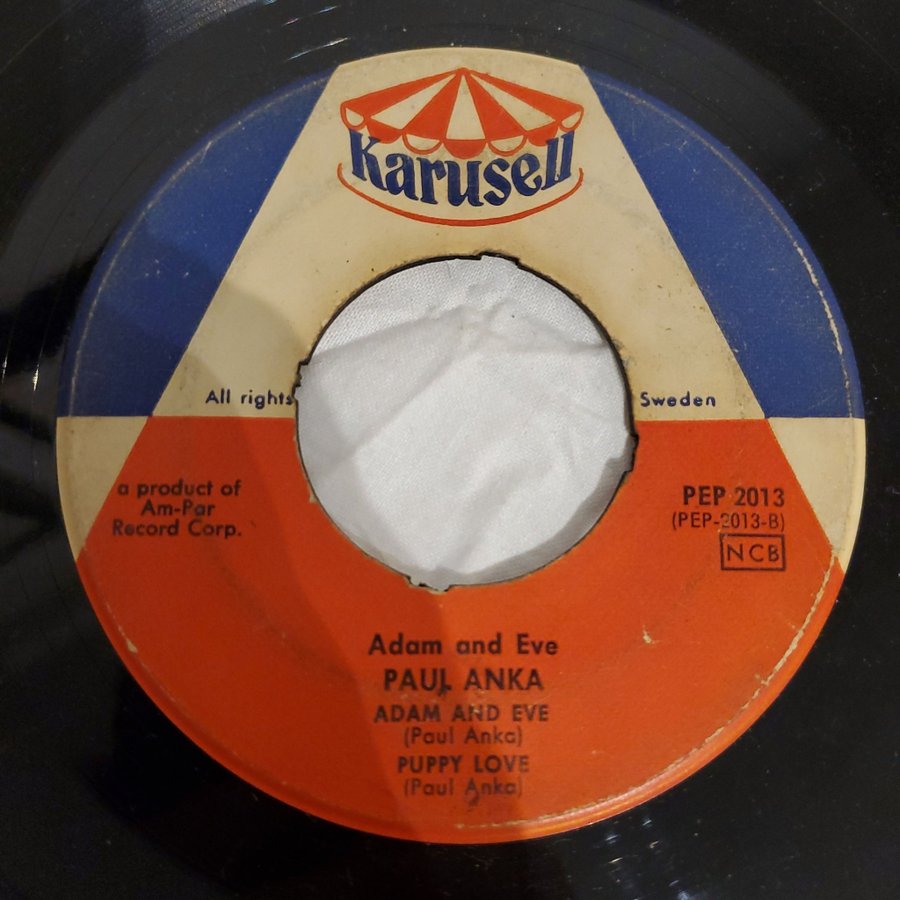 Karusell
All rights Sweden
a product of
Am-Par
Record Corp.
PEP 2013
(PEP-2013-B)
NCB
Adam and Eve
PAUL ANKA
ADAM AND EVE
(Paul Anka)
PUPPY LOVE
(Paul Anka)